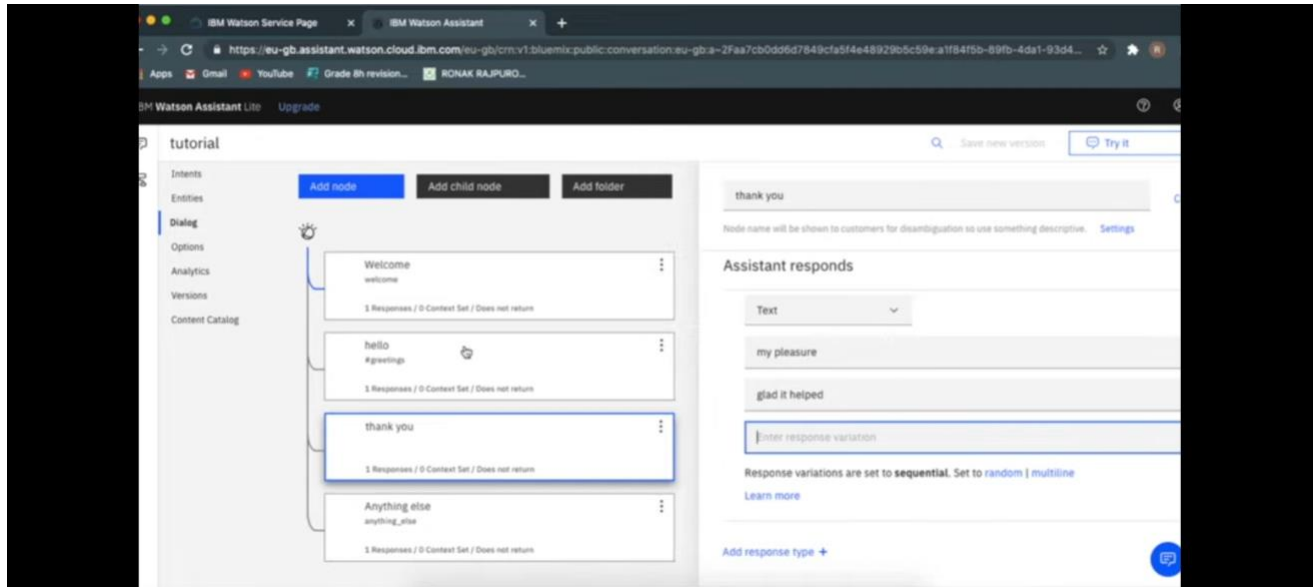 IBM Watson Service Page
IBM Watson Assistant
https://eu-gb.assistant.watson.cloud.ibm.com/eu-gb/crn:v1:bluemix:public:conversation:eu-gb:a~2Faa7cb0dd6d7849cfa5f4e48929b5c59e:a1f84f5b-89fb-4da1-93d4...
Apps Gmail YouTube Grade 8h revision... RONAK RAJPURO...
BM Watson Assistant Lite Upgrade
tutorial
Save new version
Try it
Intents
Entities
Dialog
Options
Analytics
Versions
Content Catalog
Add node Add child node Add folder
Welcome
welcome
1 Responses / 0 Context Set / Does not return
hello
#greetings
1 Responses / 0 Context Set / Does not return
thank you
1 Responses / 0 Context Set / Does not return
Anything else
anything_else
1 Responses / 0 Context Set / Does not return
thank you
Node name will be shown to customers for disambiguation so use something descriptive. Settings
Assistant responds
Text
my pleasure
glad it helped
Enter response variation
Response variations are set to sequential. Set to random | multiline
Learn more
Add response type +